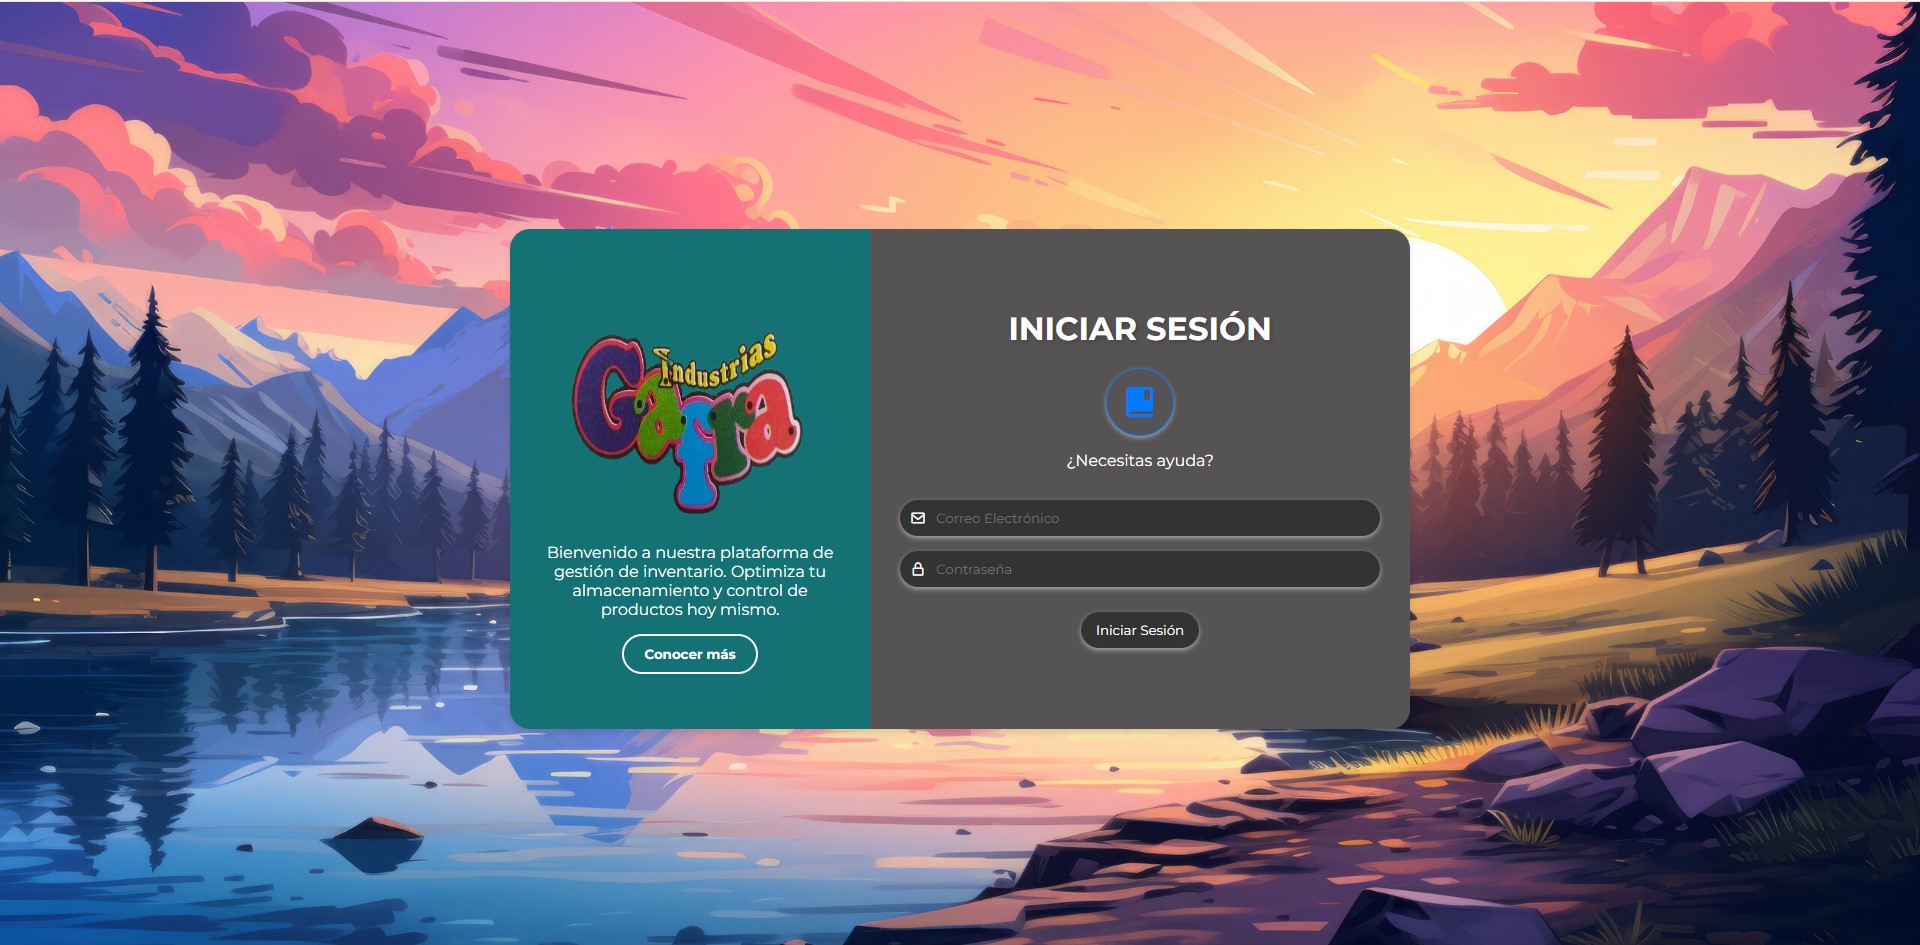 Industrias
Gafra
Bienvenido a nuestra plataforma de
gestión de inventario. Optimiza tu
almacenamiento y control de
productos hoy mismo.
Conocer más
INICIAR SESIÓN
¿Necesitas ayuda?
Correo Electrónico
Contraseña
Iniciar Sesión